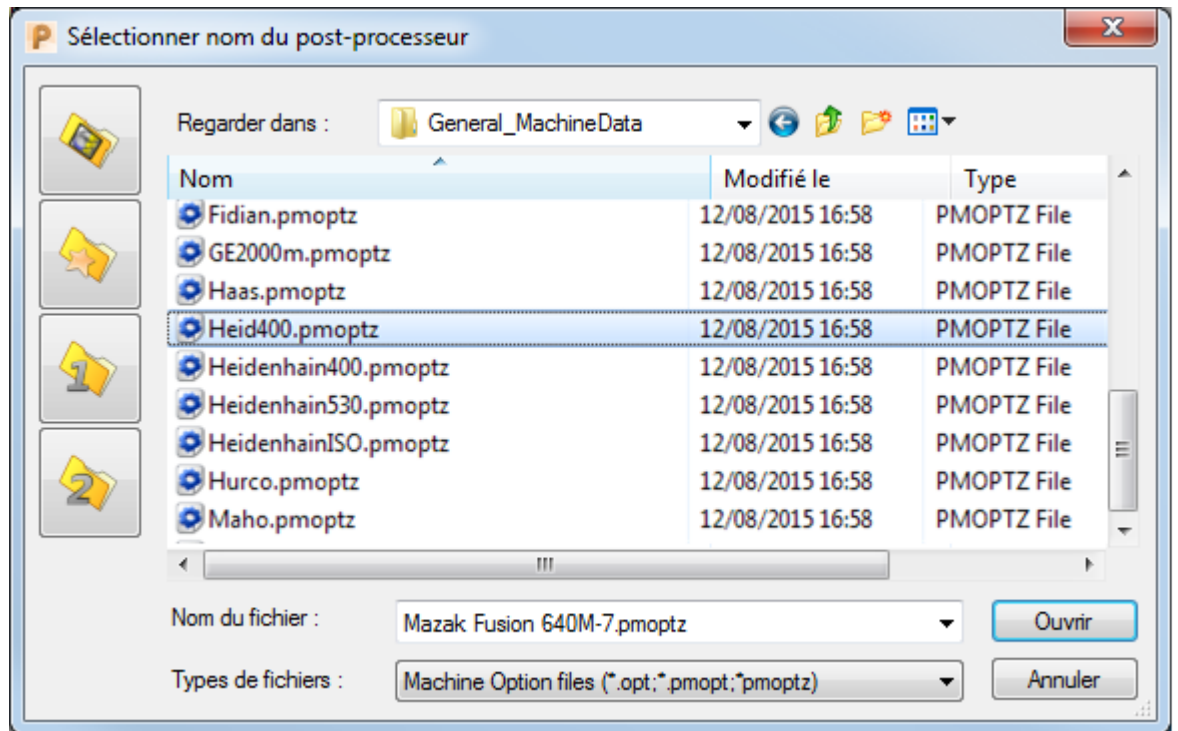 Sélectionner nom du post-processeur
Regarder dans : General_MachineData
Nom Modifié le Type
Fidian.pmoptz 12/08/2015 16:58 PMOPTZ File
GE2000m.pmoptz 12/08/2015 16:58 PMOPTZ File
Haas.pmoptz 12/08/2015 16:58 PMOPTZ File
Heid400.pmoptz 12/08/2015 16:58 PMOPTZ File
Heidenhain400.pmoptz 12/08/2015 16:58 PMOPTZ File
Heidenhain530.pmoptz 12/08/2015 16:58 PMOPTZ File
HeidenhainISO.pmoptz 12/08/2015 16:58 PMOPTZ File
Hurco.pmoptz 12/08/2015 16:58 PMOPTZ File
Maho.pmoptz 12/08/2015 16:58 PMOPTZ File
1
2
Nom du fichier : Mazak Fusion 640M-7.pmoptz Ouvrir
Types de fichiers : Machine Option files (*.opt;*.pmopt;*pmoptz) Annuler